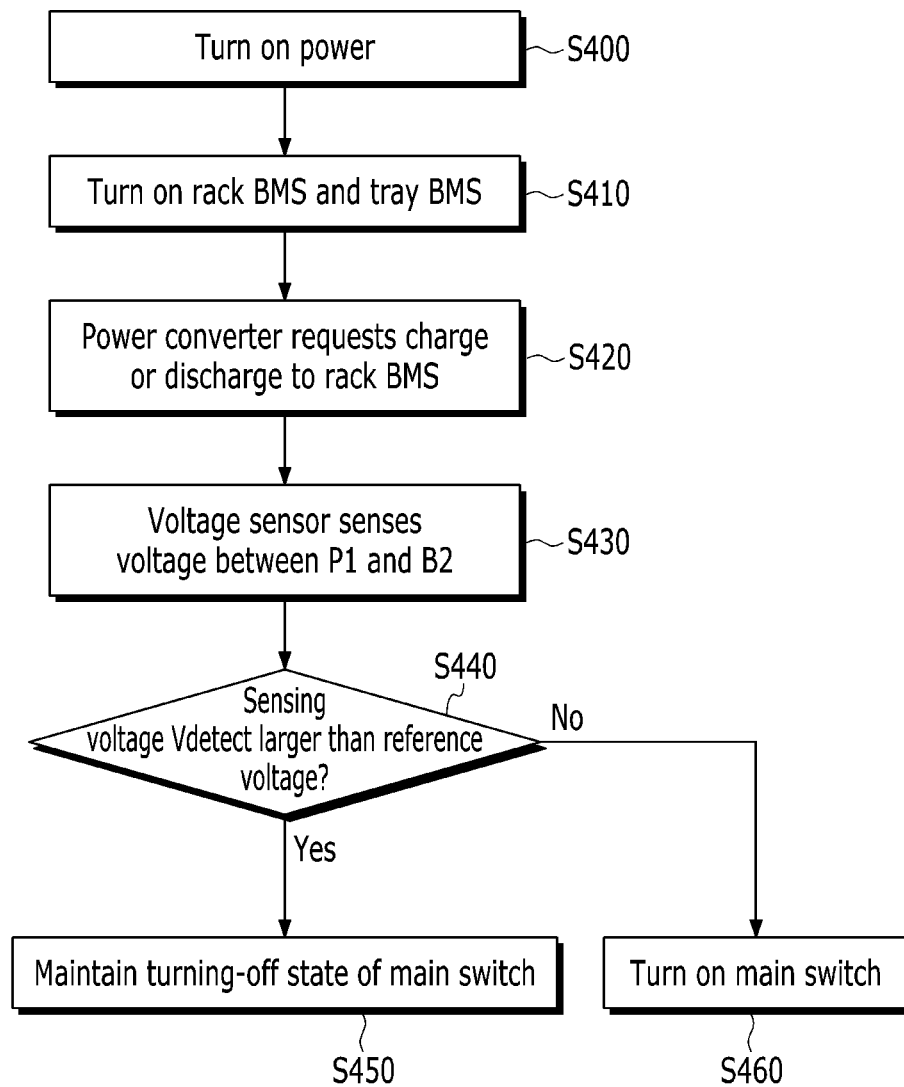 Turn on power
S400
Turn on rack BMS and tray BMS
S410
Power converter requests charge
or discharge to rack BMS
S420
Voltage sensor senses
voltage between P1 and B2
S430
S440
Sensing
voltage Vdetect larger than reference
voltage?
No
Yes
Maintain turning-off state of main switch
Turn on main switch
S450
S460